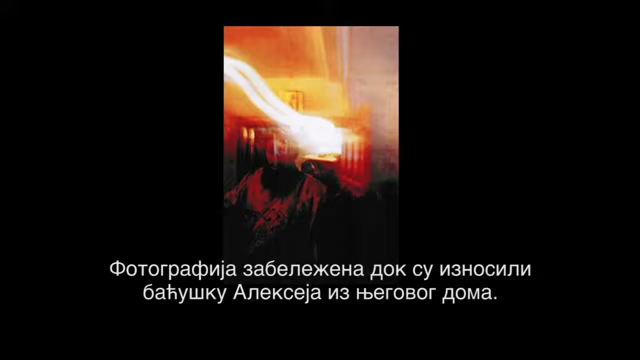 Фотографија забележена док су износили
баћушку Алексеја из његовог дома.